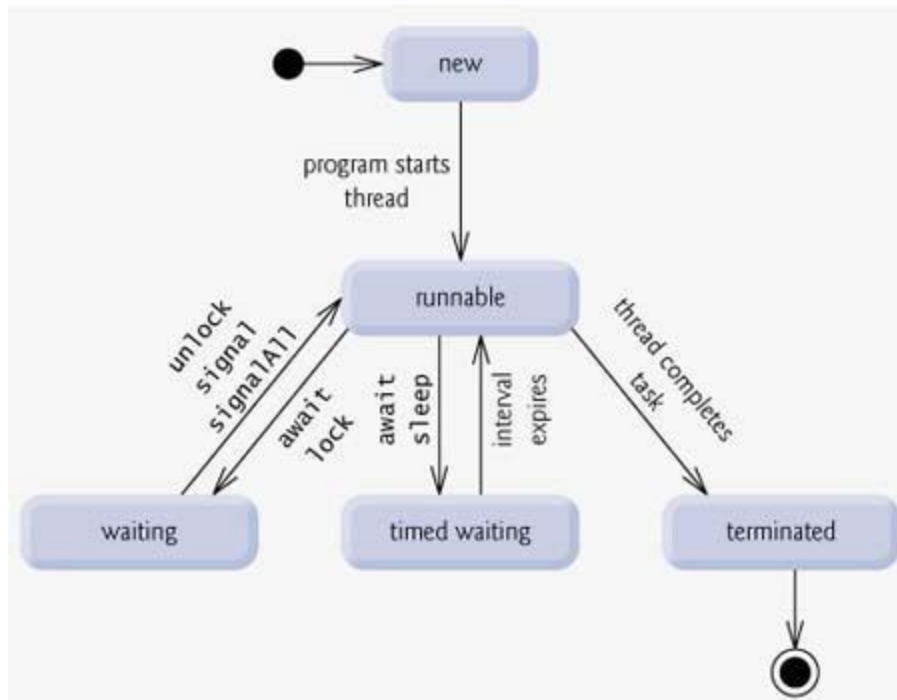 new
program starts
thread
runnable
unlock
signal
signalAll
await
lock
await
sleep
interval
expires
thread completes
task
waiting
timed waiting
terminated